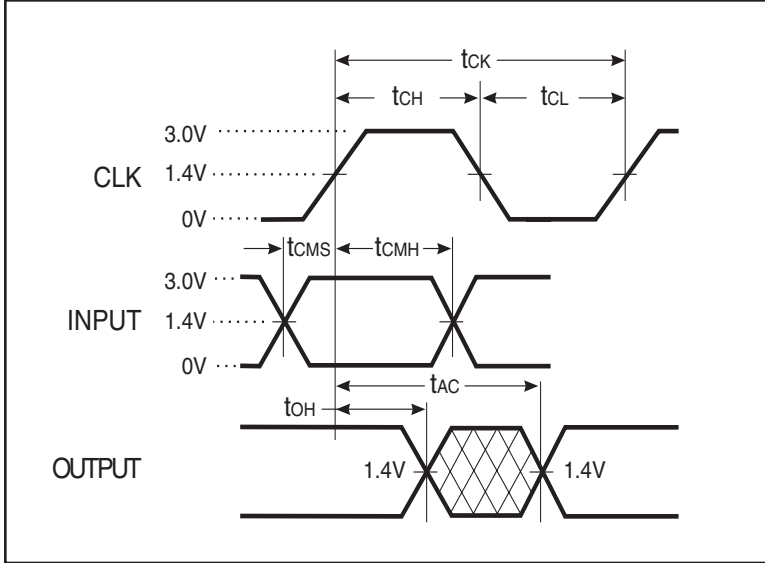 tCK
tCH tCL
3.0V
CLK 1.4V
0V
tCMS tCMH
3.0V
INPUT 1.4V
0V
tAC
tOH
OUTPUT 1.4V 1.4V